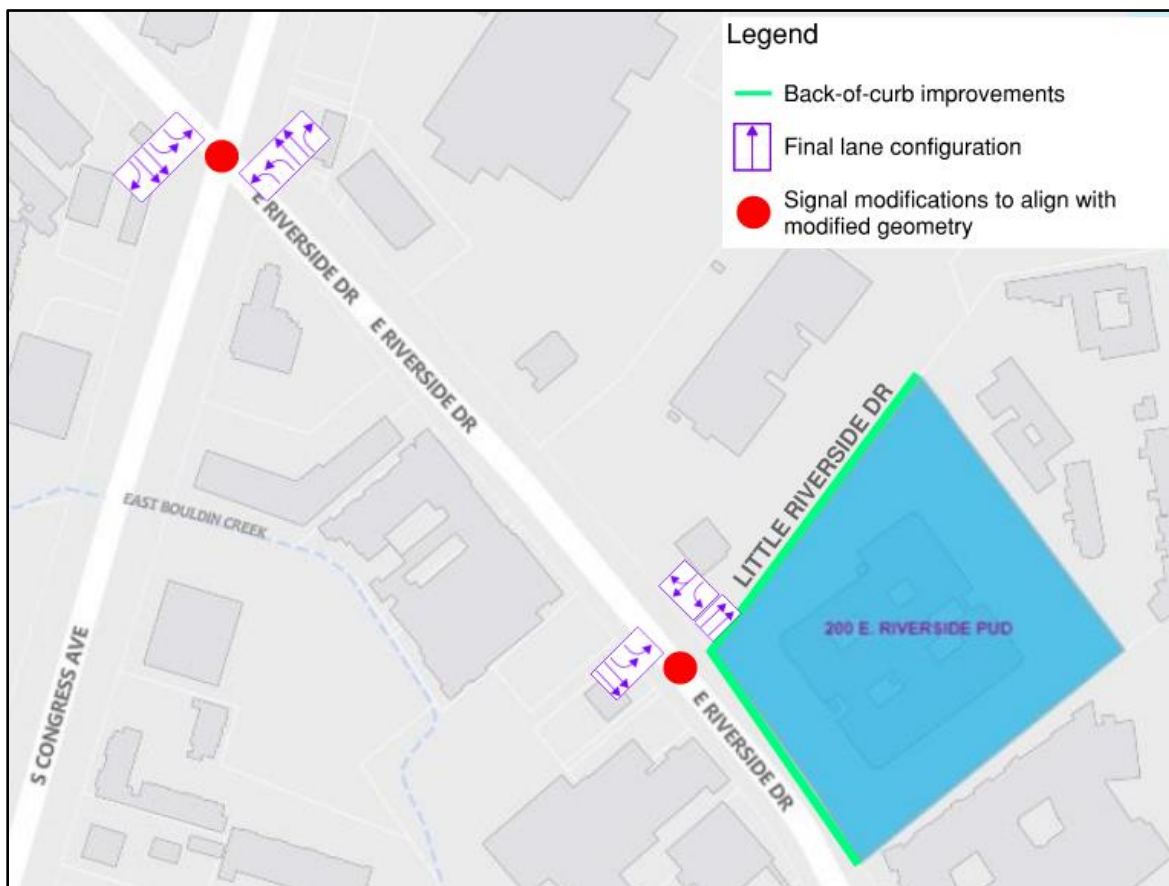 Legend
Back-of-curb improvements
Final lane configuration
Signal modifications to align with
modified geometry
E RIVERSIDE DR
E RIVERSIDE DR
LITTLE RIVERSIDE DR
EAST BOULDIN CREEK
200 E. RIVERSIDE PUD
S CONGRESS AVE
E RIVERSIDE DR